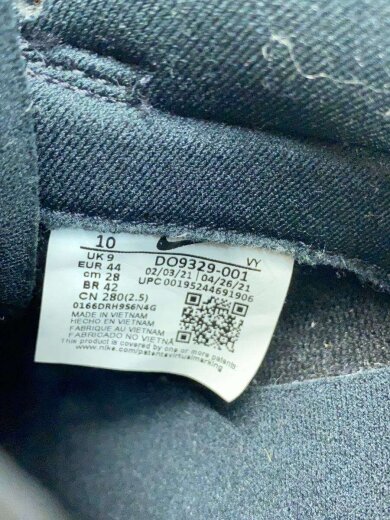 10
UK 9
EUR 44
cm 28
BR 42
CN 280(2.5)
0166DRH9S6N4G
VY
DO9329-001
02/03/21 04/26/21
UPC 00195244691906
MADE IN VIETNAM
HECHO EN VIETNAM
FABRIQUE AU VIETNAM
FABRICADO NO VIETNÃ
This product is covered by one or more patents
www.nike.com/patentsvirtualmarking